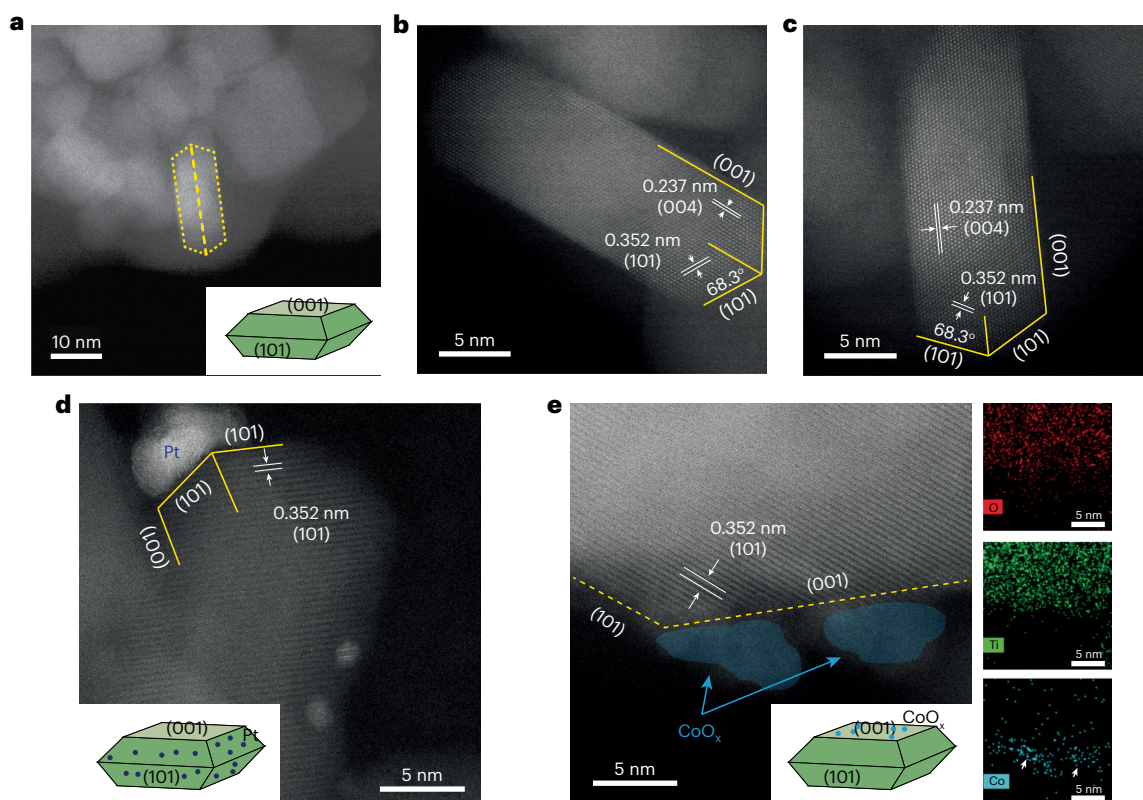 a
(001)
(101)
10 nm
b
(001)
0.237 nm
(004)
0.352 nm
(101)
68.3°
(101)
5 nm
c
0.237 nm
(004)
(001)
0.352 nm
(101)
68.3°
(101)
(101)
5 nm
d
Pt
(101)
(101)
(001)
0.352 nm
(101)
(001)
Pt
(101)
5 nm
e
0.352 nm
(101)
(001)
(101)
CoOₓ
(001)
CoOₓ
(101)
5 nm
O
5 nm
Ti
5 nm
Co
5 nm